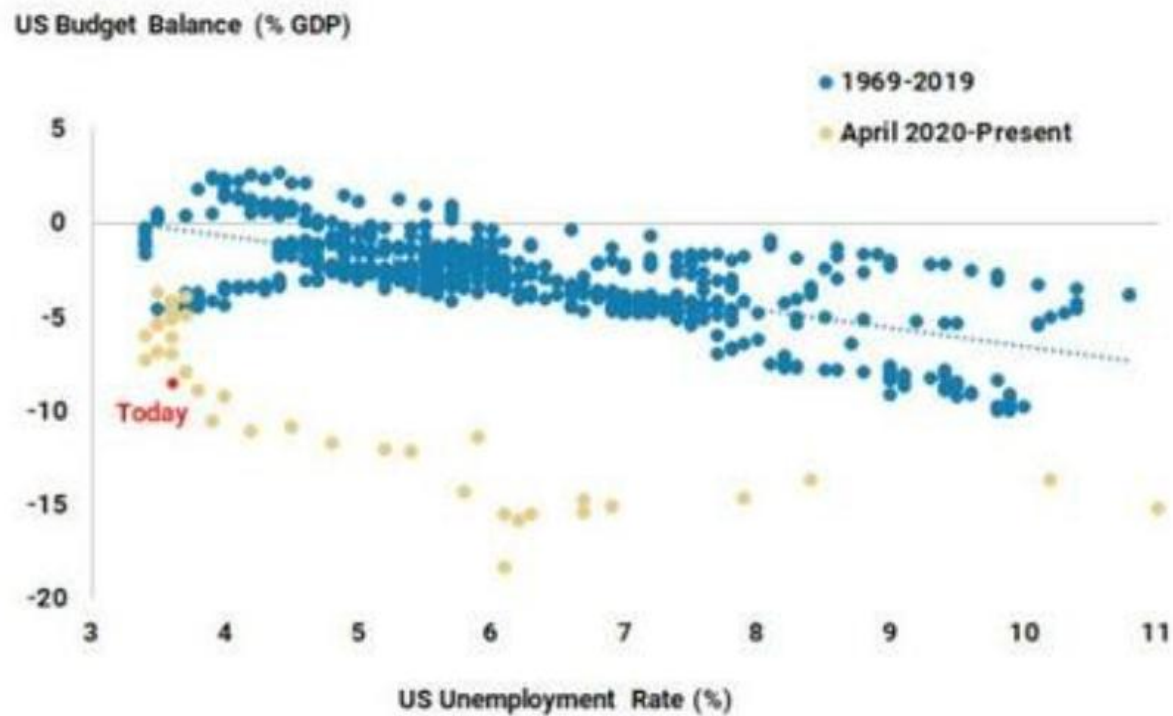 US Budget Balance (% GDP)
1969-2019
April 2020-Present
5
0
-5
-10
Today
-15
-20
3 4 5 6 7 8 9 10 11
US Unemployment Rate (%)